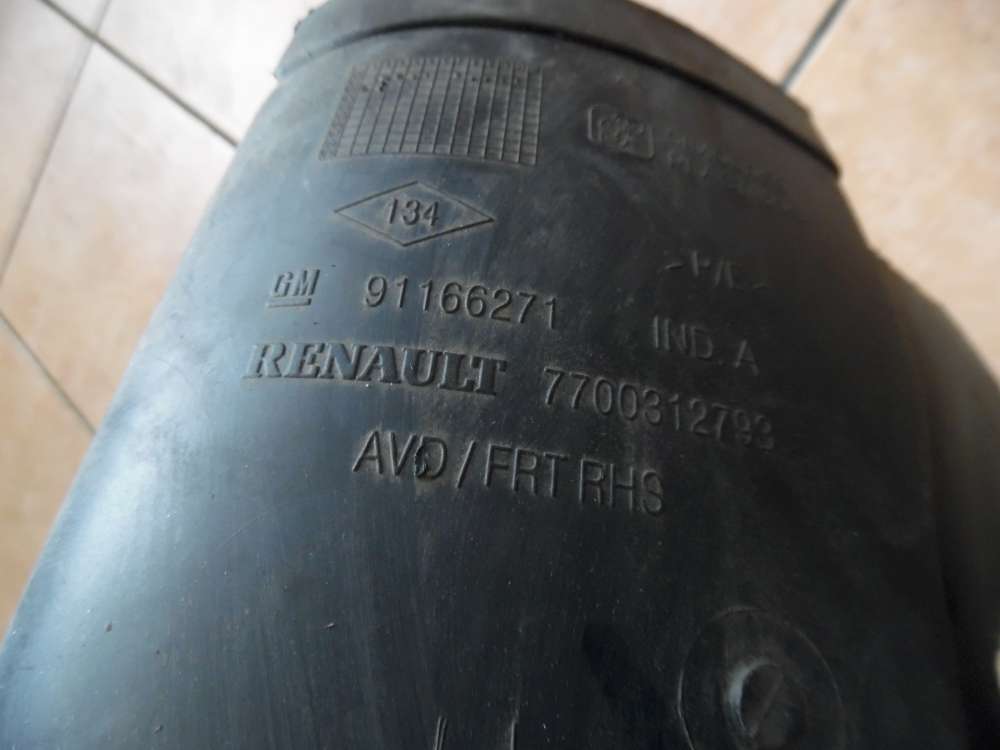 134
GM 91166271
>P/E<
IND. A
RENAULT 7700312793
AVD / FRT RHS